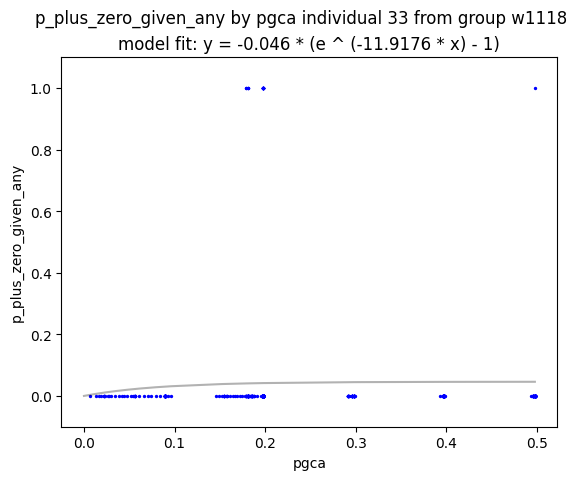 p_plus_zero_given_any by pgca individual 33 from group w1118
model fit: y = -0.046 * (e ^ (-11.9176 * x) - 1)
1.0
0.8
0.6
0.4
0.2
0.0
p_plus_zero_given_any
0.0 0.1 0.2 0.3 0.4 0.5
pgca